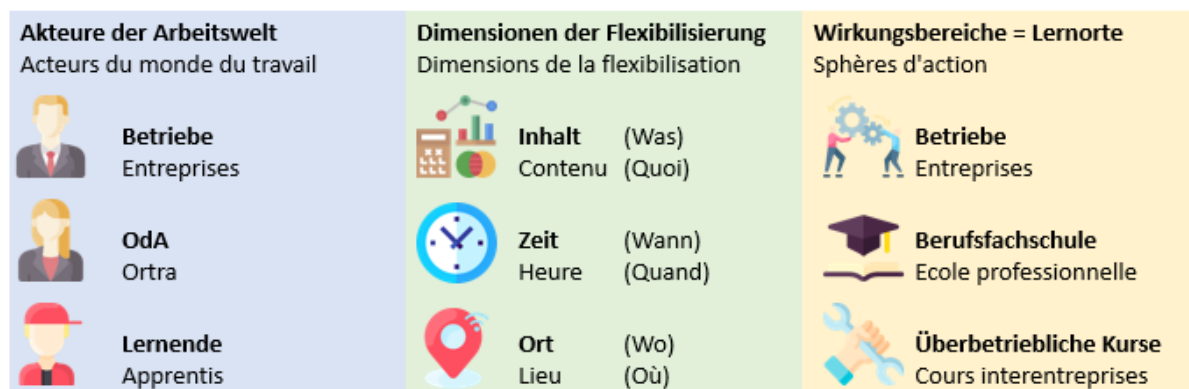 Akteure der Arbeitswelt
Acteurs du monde du travail
Betriebe
Entreprises
OdA
Ortra
Lernende
Apprentis
Dimensionen der Flexibilisierung
Dimensions de la flexibilisation
Inhalt (Was)
Contenu (Quoi)
Zeit (Wann)
Heure (Quand)
Ort (Wo)
Lieu (Où)
Wirkungsbereiche = Lernorte
Sphères d'action
Betriebe
Entreprises
Berufsfachschule
Ecole professionnelle
Überbetriebliche Kurse
Cours interentreprises